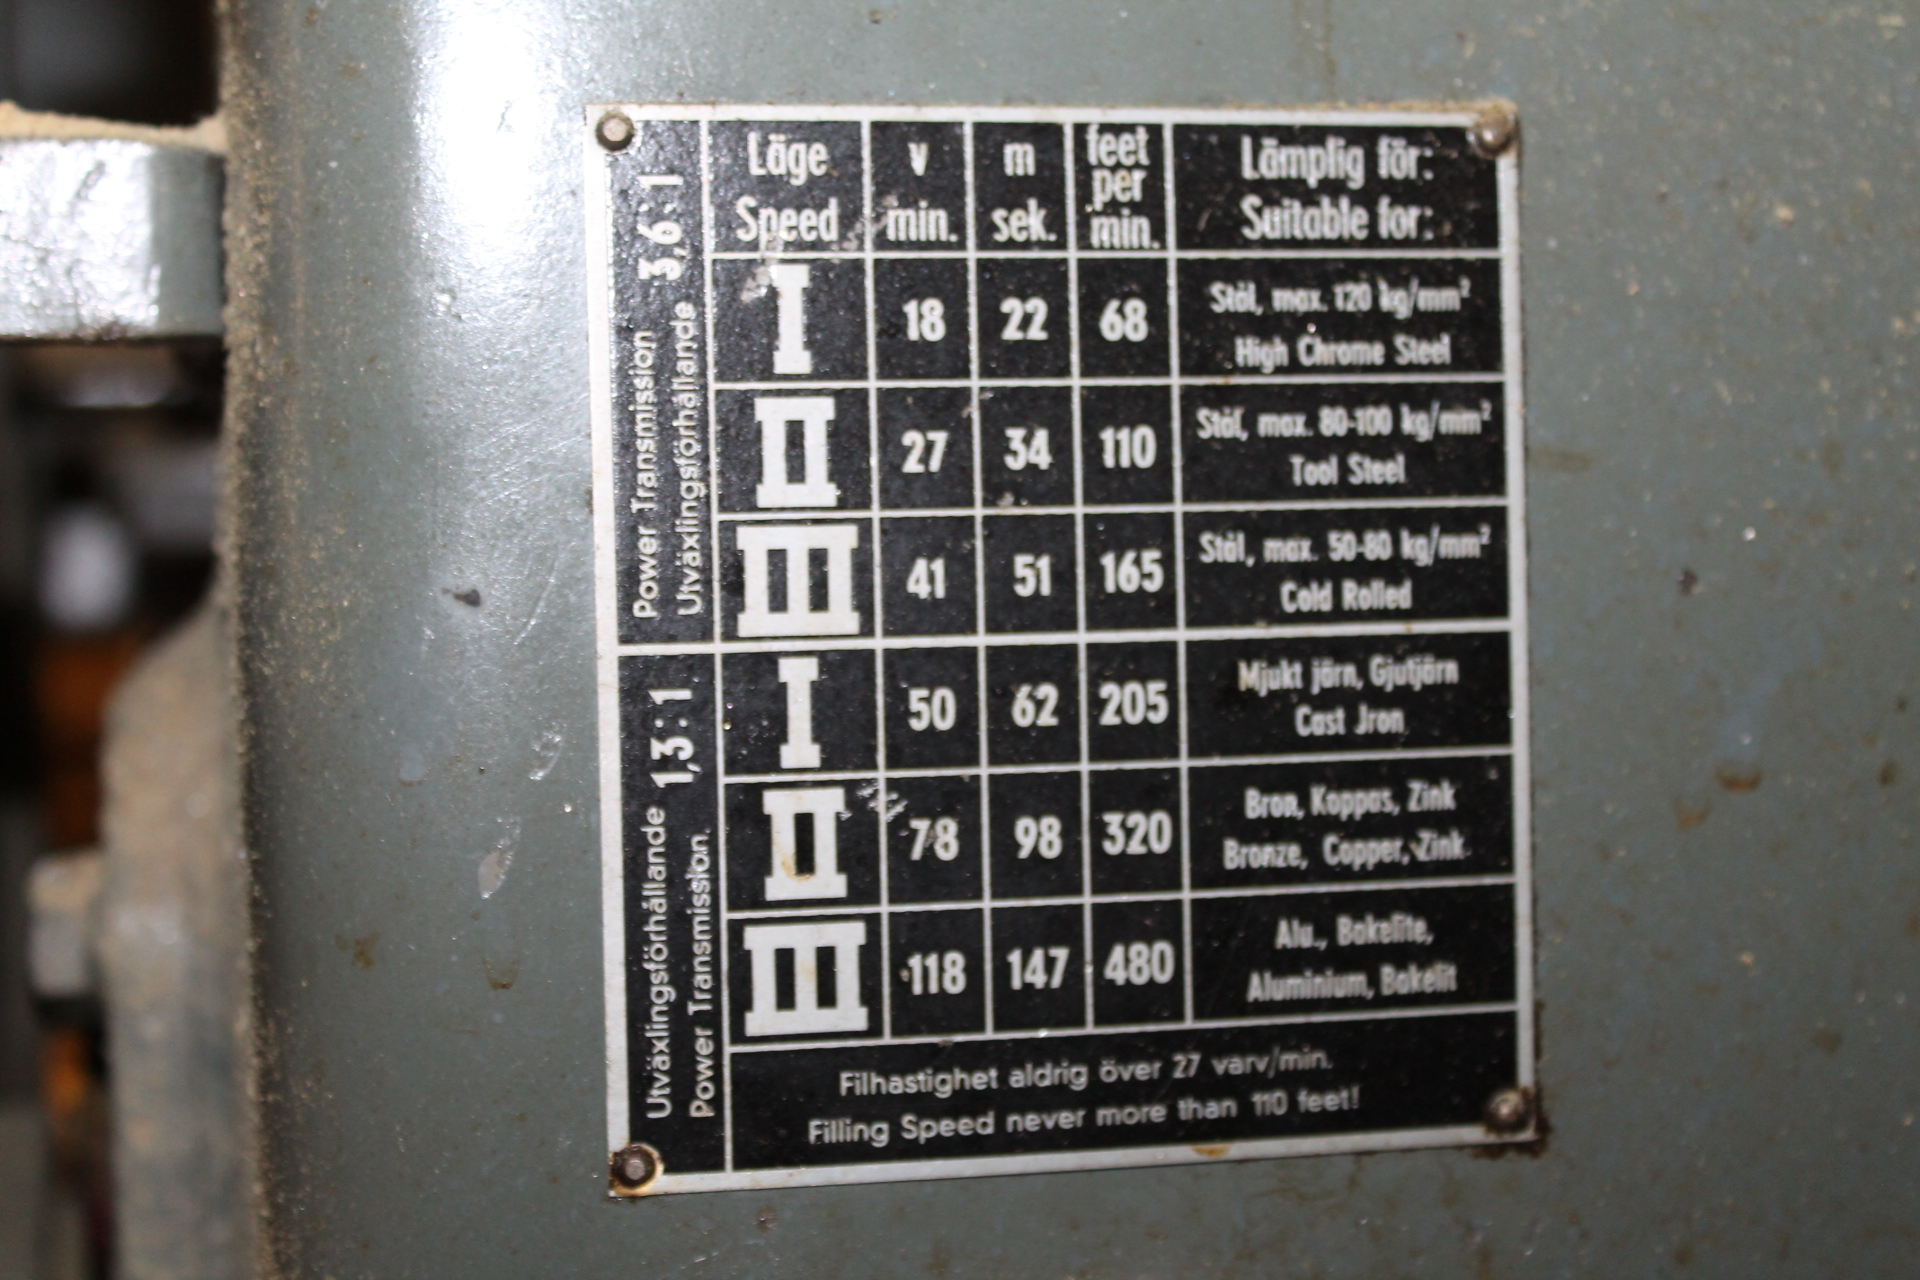 Power Transmission
Utväxlingsförhållande 3,6:1
Läge
Speed
v
min.
m
sek.
feet
per
min.
Lämplig för:
Suitable for:
I
18
22
68
Stål, max. 120 kg/mm²
High Chrome Steel
II
27
34
110
Stål, max. 80-100 kg/mm²
Tool Steel
III
41
51
165
Stål, max. 50-80 kg/mm²
Cold Rolled
Utväxlingsförhållande 1,3:1
Power Transmission
I
50
62
205
Mjukt järn, Gjutjärn
Cast Jron
II
78
98
320
Bron, Koppas, Zink
Bronze, Copper, Zink
III
118
147
480
Alu., Bakelite,
Aluminium, Bakelit
Filhastighet aldrig över 27 varv/min.
Filling Speed never more than 110 feet!